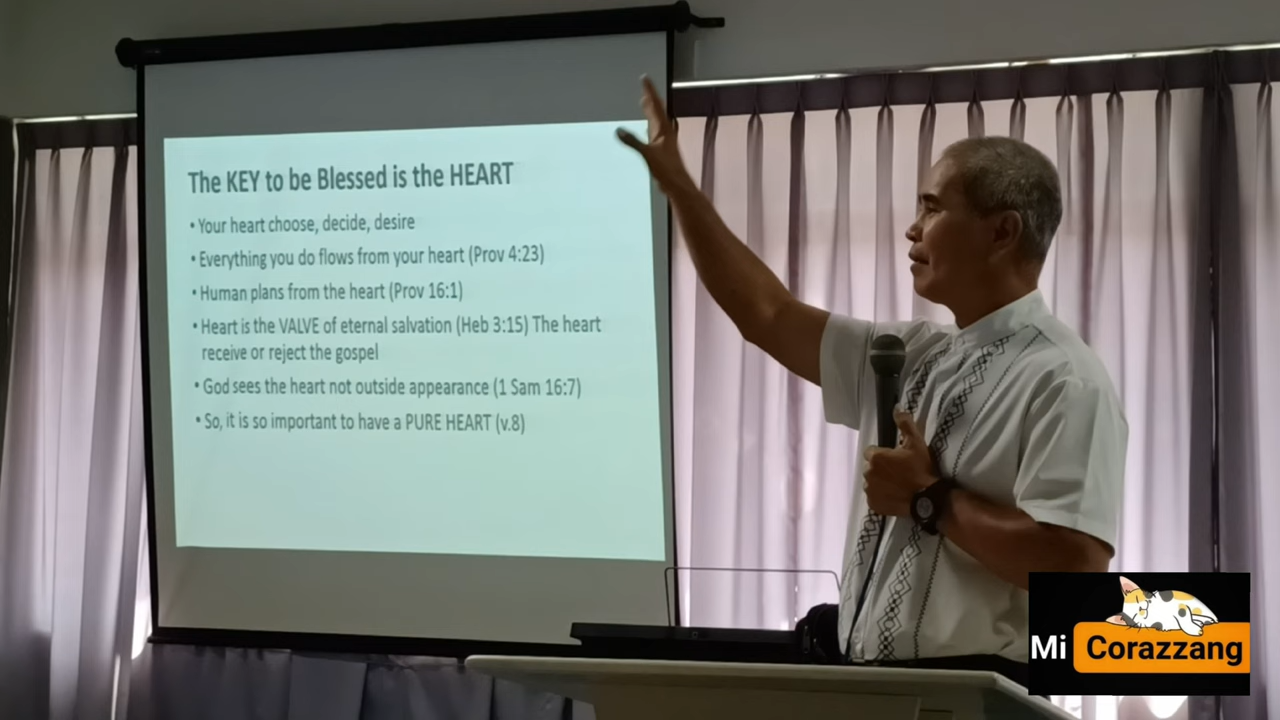 The KEY to be Blessed is the HEART
• Your heart choose, decide, desire
• Everything you do flows from your heart (Prov 4:23)
• Human plans from the heart (Prov 16:1)
• Heart is the VALVE of eternal salvation (Heb 3:15) The heart
receive or reject the gospel
• God sees the heart not outside appearance (1 Sam 16:7)
• So, it is so important to have a PURE HEART (v.8)
Mi Corazzang